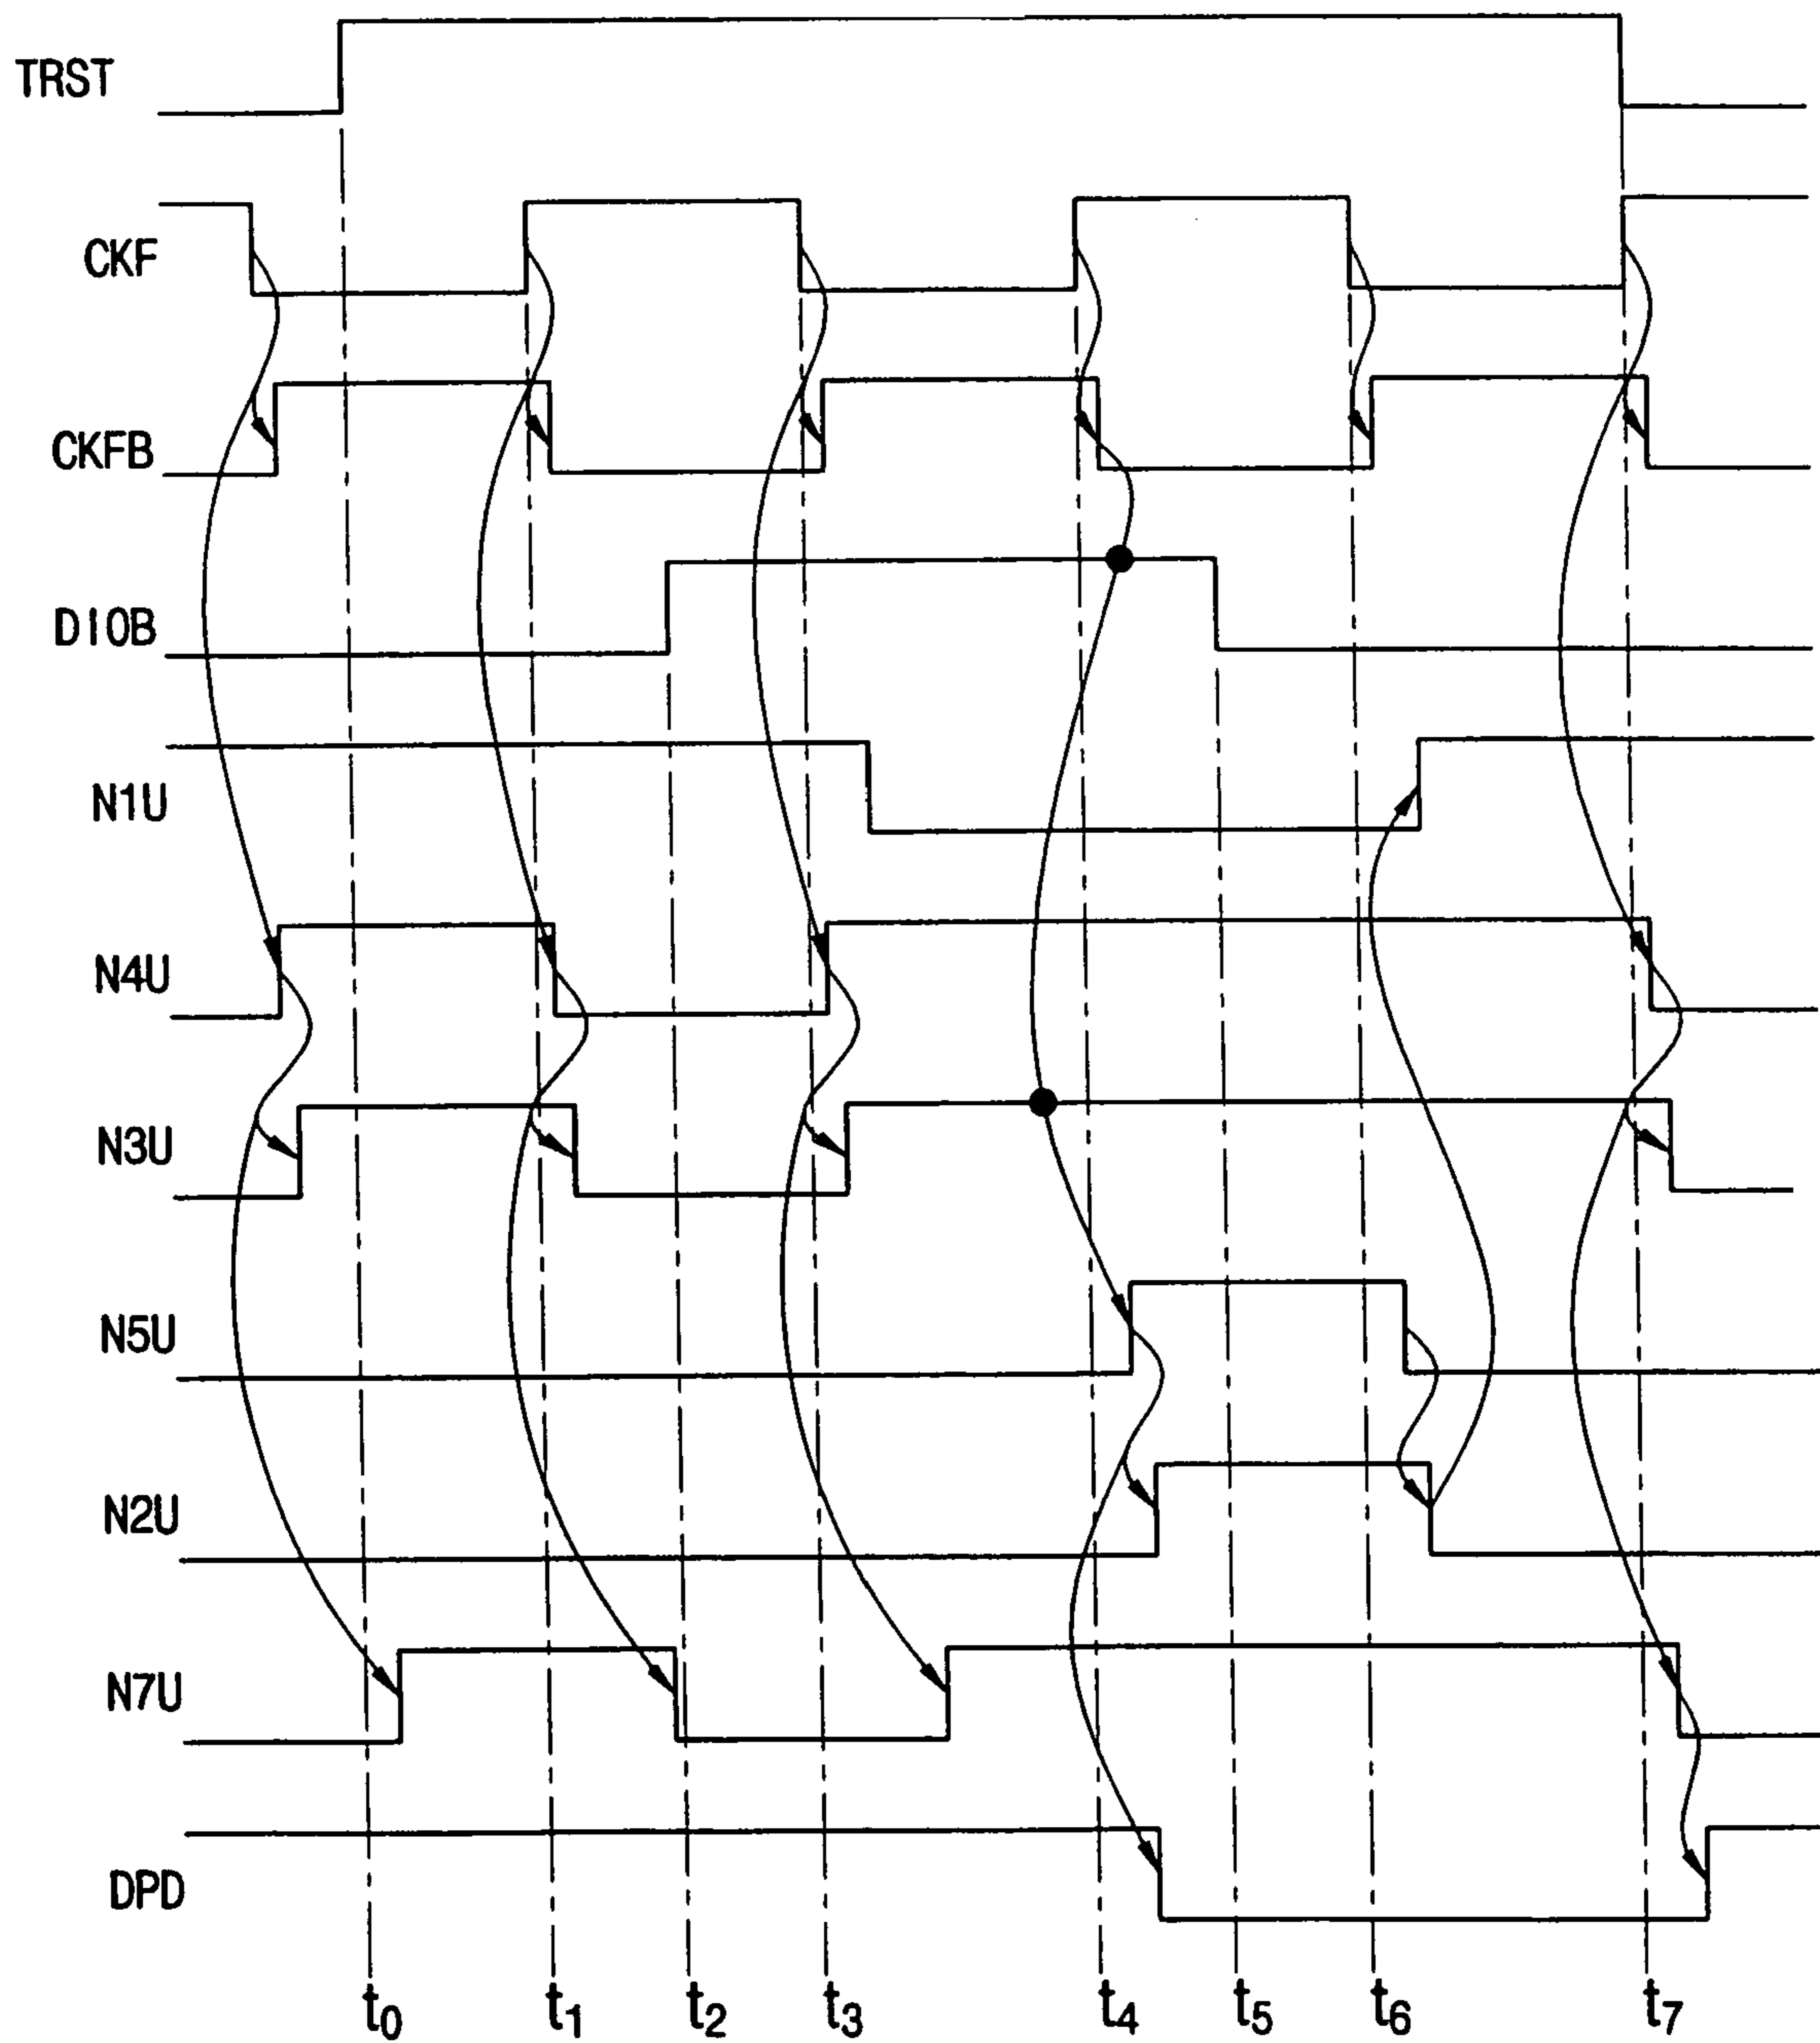 TRST
CKF
CKFB
DIOB
N1U
N4U
N3U
N5U
N2U
N7U
DPD
t0 t1 t2 t3 t4 t5 t6 t7